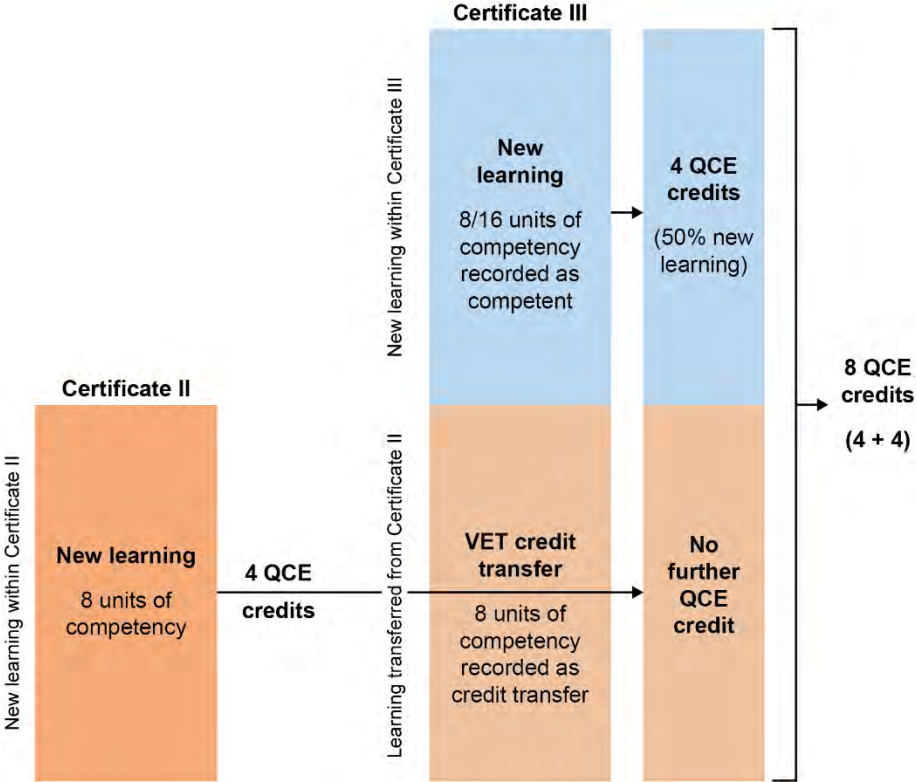 Certificate III
New learning within Certificate III
New
learning
8/16 units of
competency
recorded as
competent
4 QCE
credits
(50% new
learning)
8 QCE
credits
(4 + 4)
Certificate II
New learning within Certificate II
New learning
8 units of
competency
4 QCE
credits
Learning transferred from Certificate II
VET credit
transfer
8 units of
competency
recorded as
credit transfer
No
further
QCE
credit